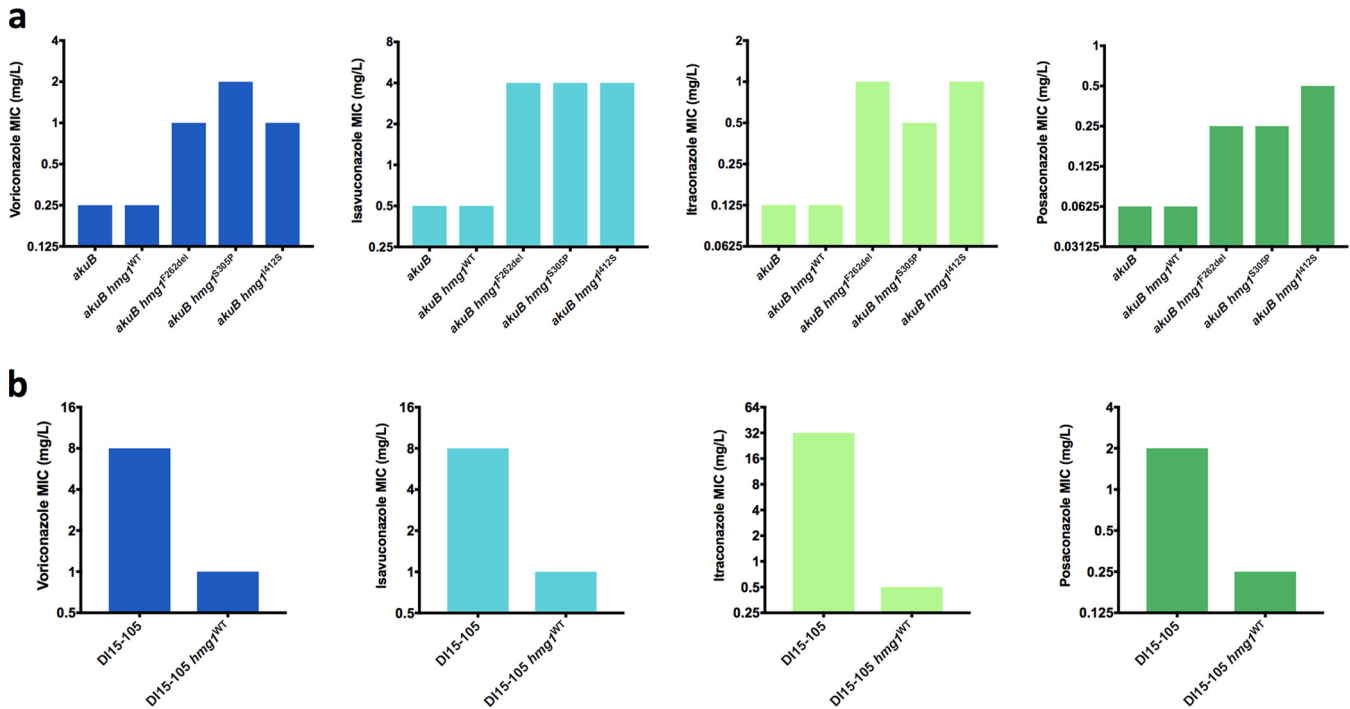 a
Voriconazole MIC (mg/L)
4
2
1
0.5
0.25
0.125
akuB
akuB hmg1WT
akuB hmg1F262del
akuB hmg1S305P
akuB hmg1I412S
Isavuconazole MIC (mg/L)
8
4
2
1
0.5
0.25
akuB
akuB hmg1WT
akuB hmg1F262del
akuB hmg1S305P
akuB hmg1I412S
Itraconazole MIC (mg/L)
2
1
0.5
0.25
0.125
0.0625
akuB
akuB hmg1WT
akuB hmg1F262del
akuB hmg1S305P
akuB hmg1I412S
Posaconazole MIC (mg/L)
1
0.5
0.25
0.125
0.0625
0.03125
akuB
akuB hmg1WT
akuB hmg1F262del
akuB hmg1S305P
akuB hmg1I412S
b
Voriconazole MIC (mg/L)
16
8
4
2
1
0.5
DI15-105
DI15-105 hmg1WT
Isavuconazole MIC (mg/L)
16
8
4
2
1
0.5
DI15-105
DI15-105 hmg1WT
Itraconazole MIC (mg/L)
64
32
16
8
4
2
1
0.5
0.25
DI15-105
DI15-105 hmg1WT
Posaconazole MIC (mg/L)
4
2
1
0.5
0.25
0.125
DI15-105
DI15-105 hmg1WT